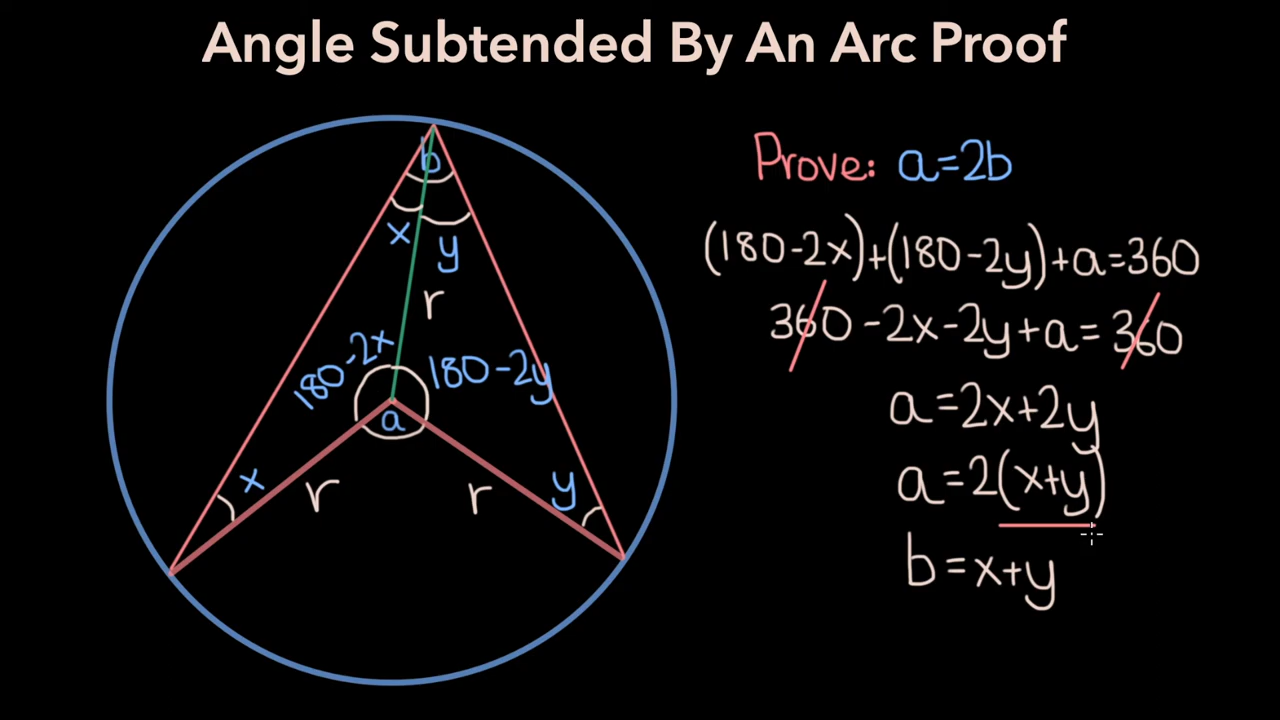 Angle Subtended By An Arc Proof
b
x
y
r
180-2x
180-2y
a
x
r
r
y
Prove: a=2b
(180-2x)+(180-2y)+a=360
360-2x-2y+a=360
a=2x+2y
a=2(x+y)
b=x+y